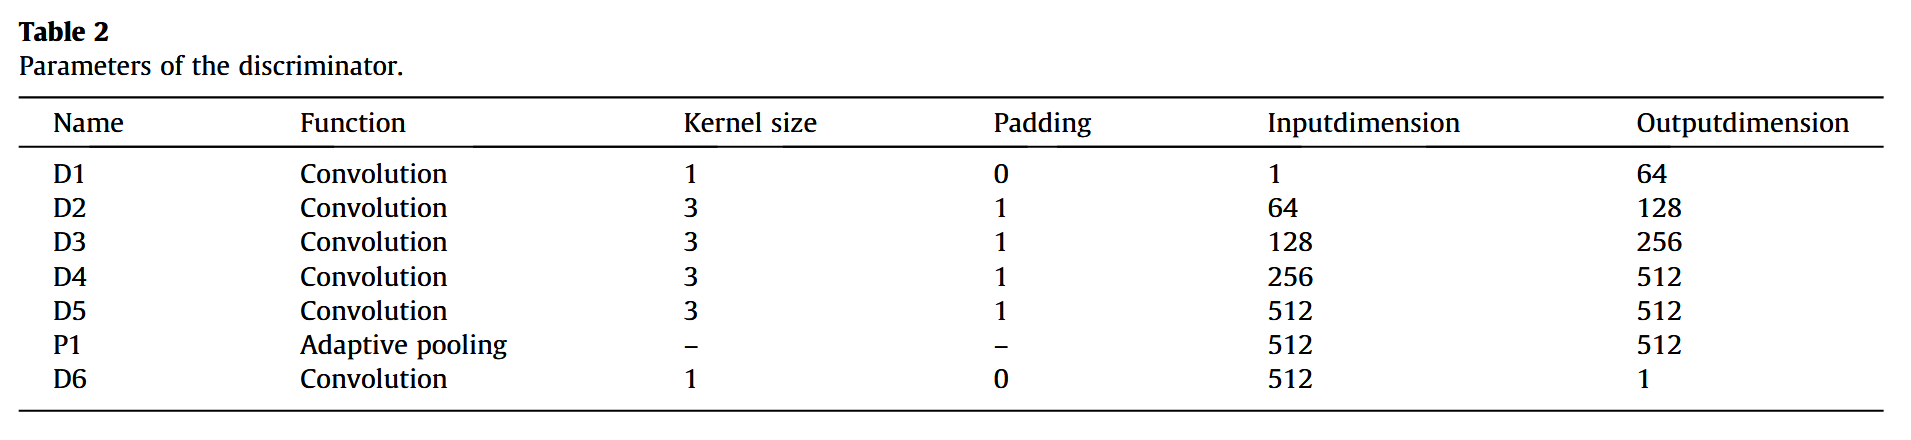 Table 2
Parameters of the discriminator.
Name Function Kernel size Padding Inputdimension Outputdimension
D1 Convolution 1 0 1 64
D2 Convolution 3 1 64 128
D3 Convolution 3 1 128 256
D4 Convolution 3 1 256 512
D5 Convolution 3 1 512 512
P1 Adaptive pooling – – 512 512
D6 Convolution 1 0 512 1